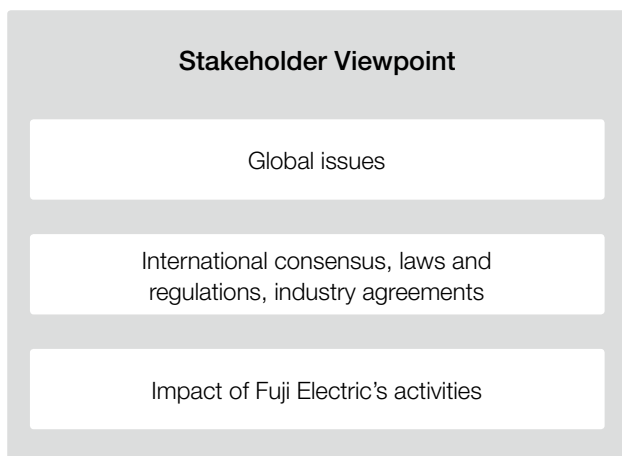 Stakeholder Viewpoint
Global issues
International consensus, laws and
regulations, industry agreements
Impact of Fuji Electric’s activities